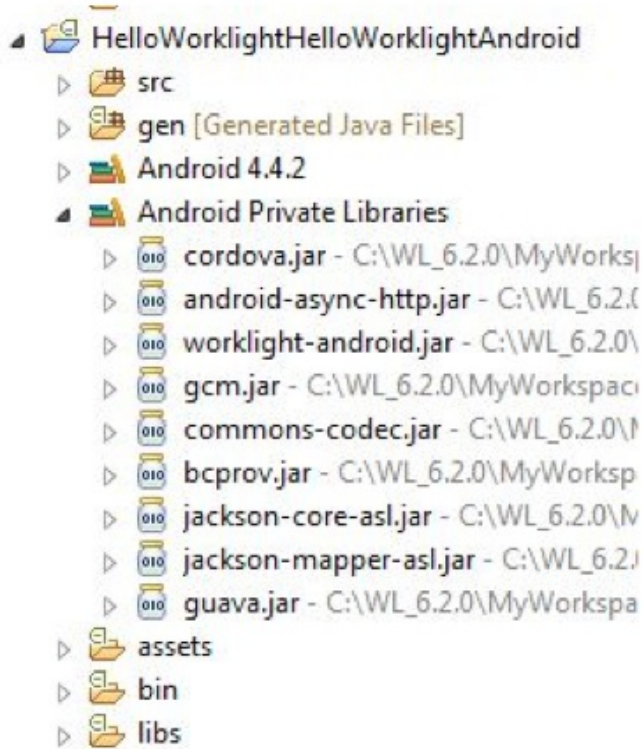 HelloWorklightHelloWorklightAndroid
src
gen [Generated Java Files]
Android 4.4.2
Android Private Libraries
cordova.jar - C:\WL_6.2.0\MyWorksp
android-async-http.jar - C:\WL_6.2.0
worklight-android.jar - C:\WL_6.2.0\
gcm.jar - C:\WL_6.2.0\MyWorkspac
commons-codec.jar - C:\WL_6.2.0\M
bcprov.jar - C:\WL_6.2.0\MyWorksp
jackson-core-asl.jar - C:\WL_6.2.0\M
jackson-mapper-asl.jar - C:\WL_6.2.
guava.jar - C:\WL_6.2.0\MyWorkspa
assets
bin
libs